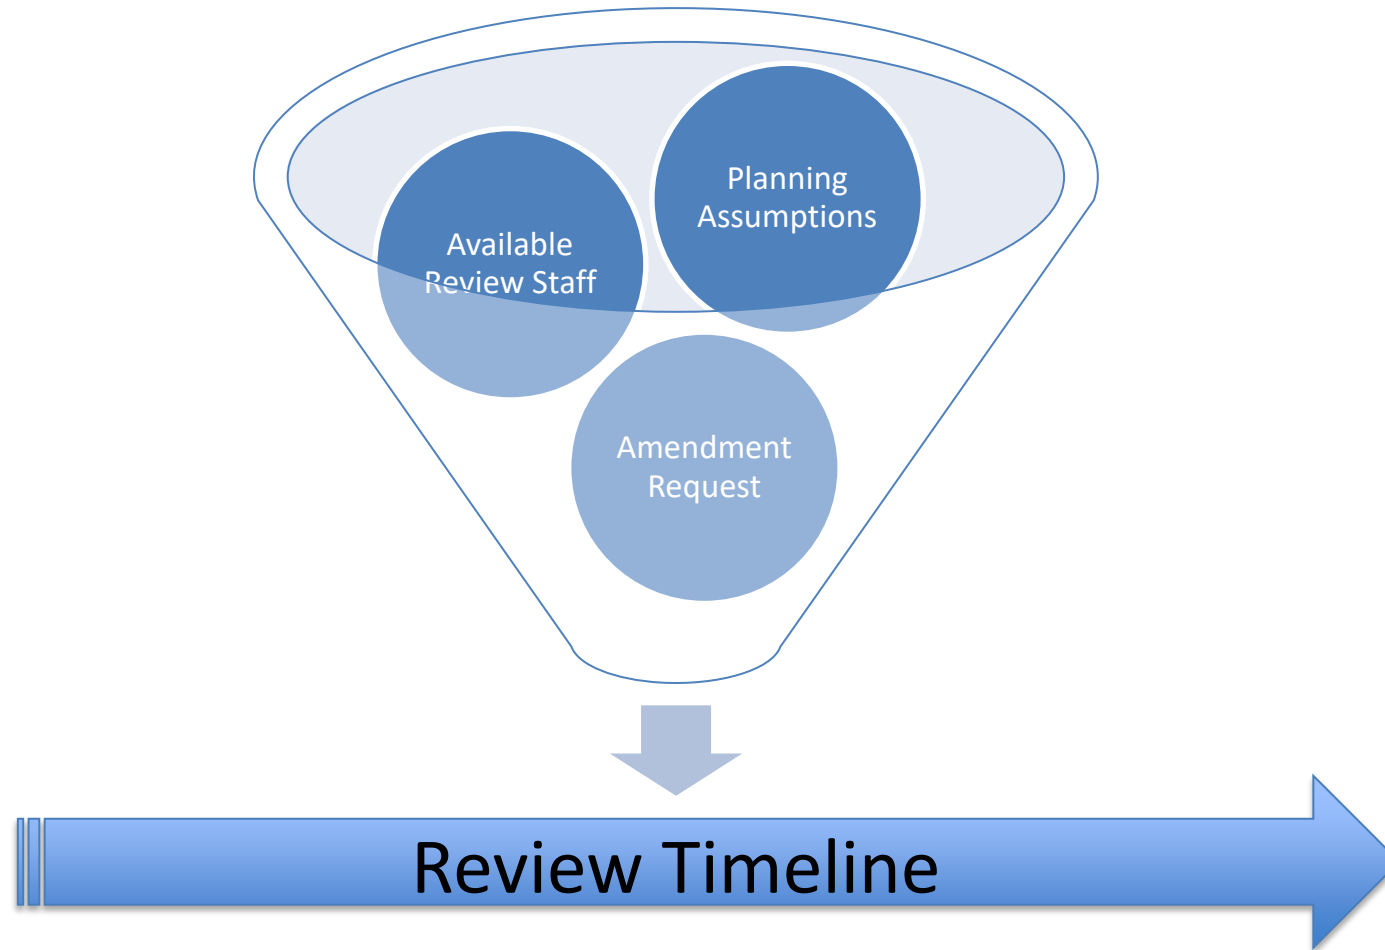 Planning
Assumptions
Available
Review Staff
Amendment
Request
Review Timeline